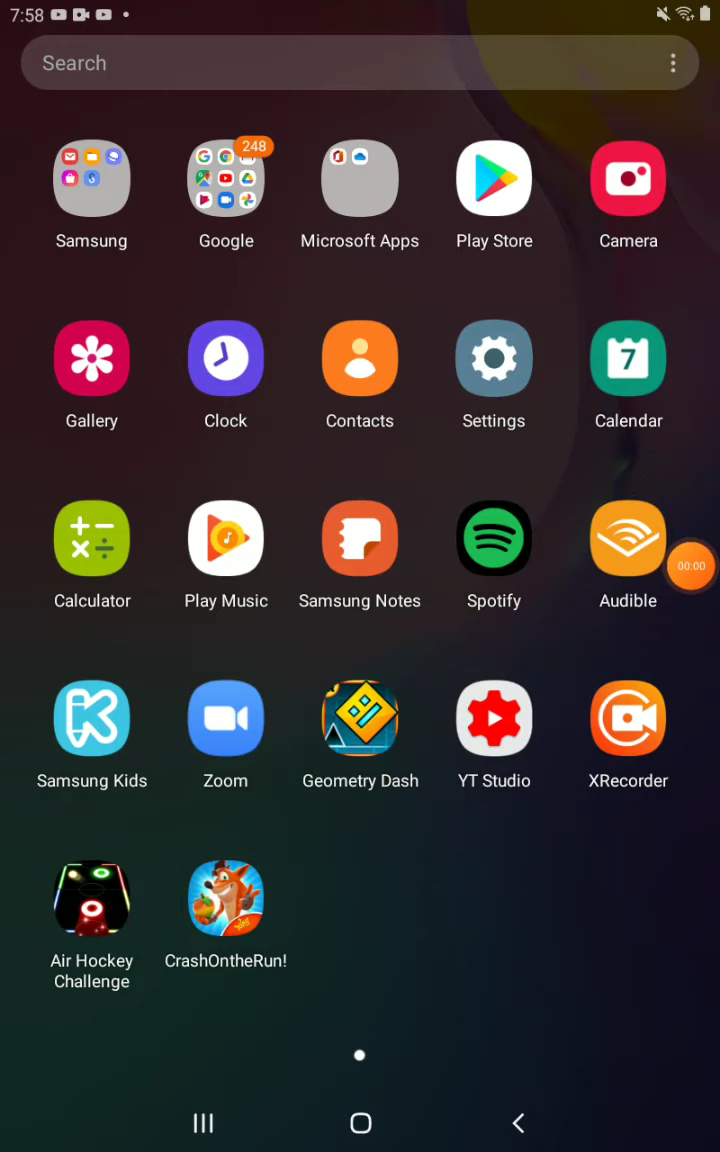 7:58
Search
248
Samsung
Google
Microsoft Apps
Play Store
Camera
7
Gallery
Clock
Contacts
Settings
Calendar
00:00
Calculator
Play Music
Samsung Notes
Spotify
Audible
Samsung Kids
Zoom
Geometry Dash
YT Studio
XRecorder
Air Hockey
Challenge
CrashOntheRun!